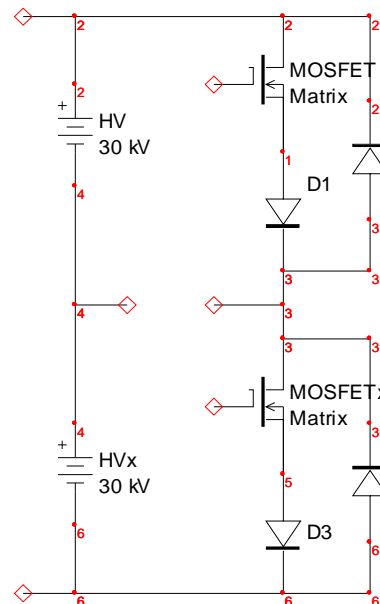 2 2 2
MOSFET
Matrix
2 2
+
HV
30 kV
1
4
D1
3
3
4 3
3 3
MOSFETx
Matrix
4
+
HVx
30 kV
3
5
6
D3
6
6 6 6